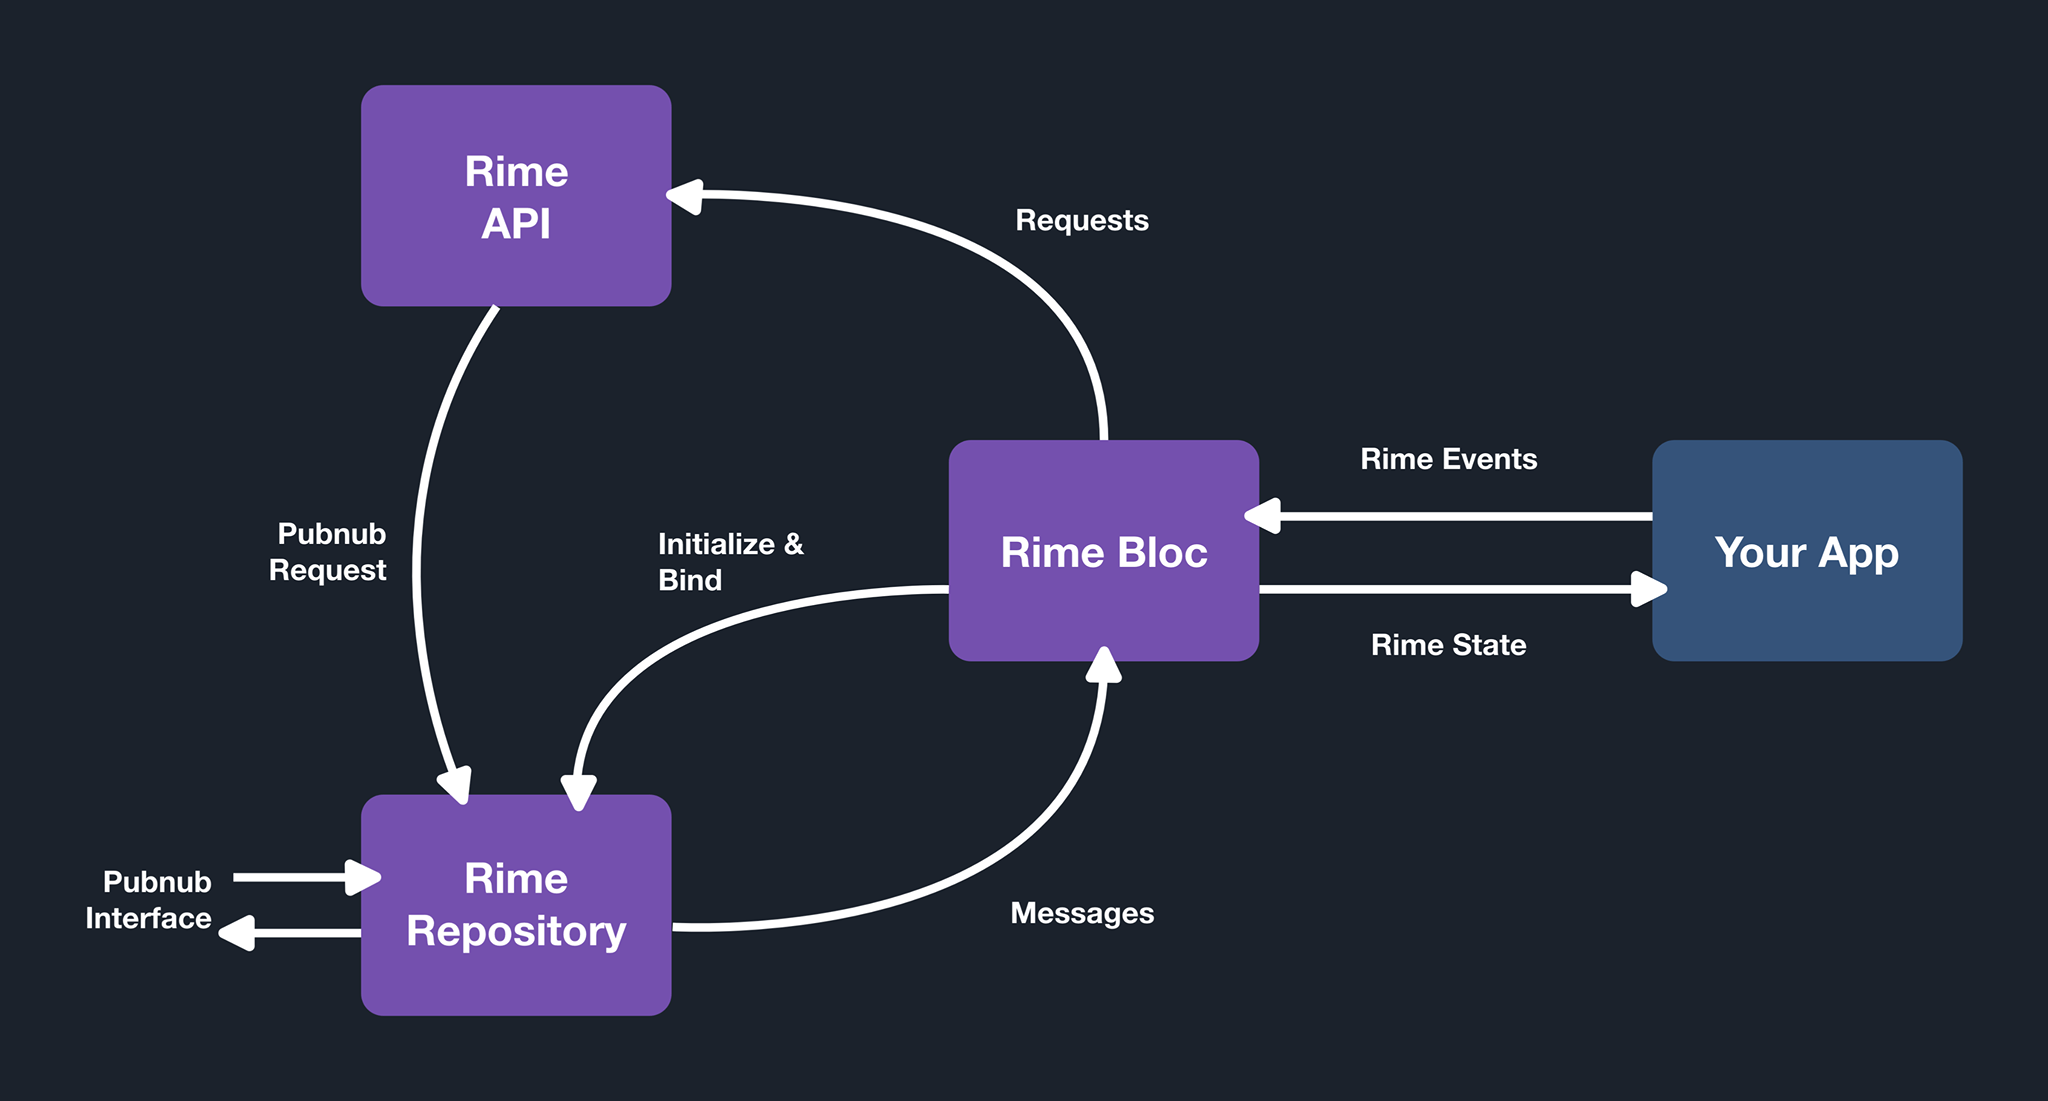 Rime
API
Requests
Rime Events
Pubnub
Request
Initialize &
Bind
Rime Bloc
Your App
Rime State
Pubnub
Interface
Rime
Repository
Messages